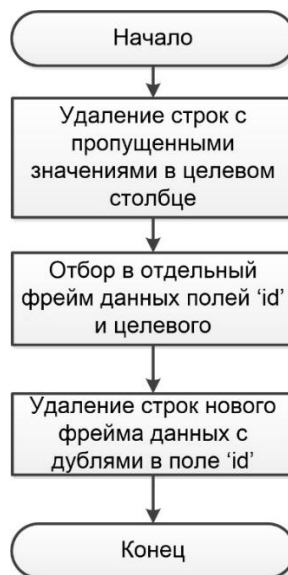 Начало
Удаление строк с
пропущенными
значениями в целевом
столбце
Отбор в отдельный
фрейм данных полей ‘id’
и целевого
Удаление строк нового
фрейма данных с
дублями в поле ‘id’
Конец